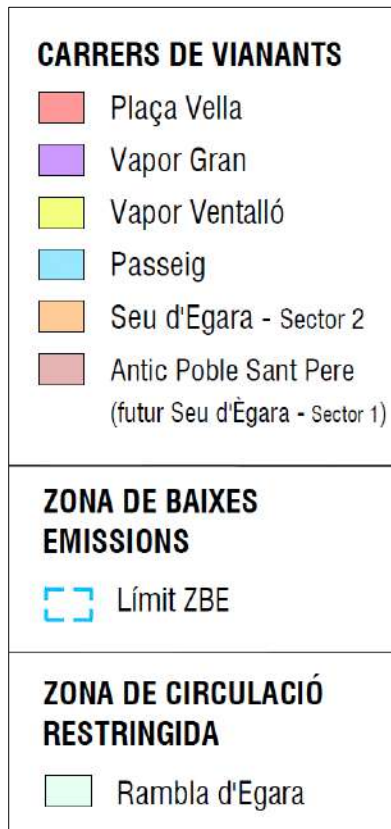 CARRERS DE VIANANTS
Plaça Vella
Vapor Gran
Vapor Ventalló
Passeig
Seu d'Egara - Sector 2
Antic Poble Sant Pere
(futur Seu d'Ègara - Sector 1)
ZONA DE BAIXES
EMISSIONS
Límit ZBE
ZONA DE CIRCULACIÓ
RESTRINGIDA
Rambla d'Egara